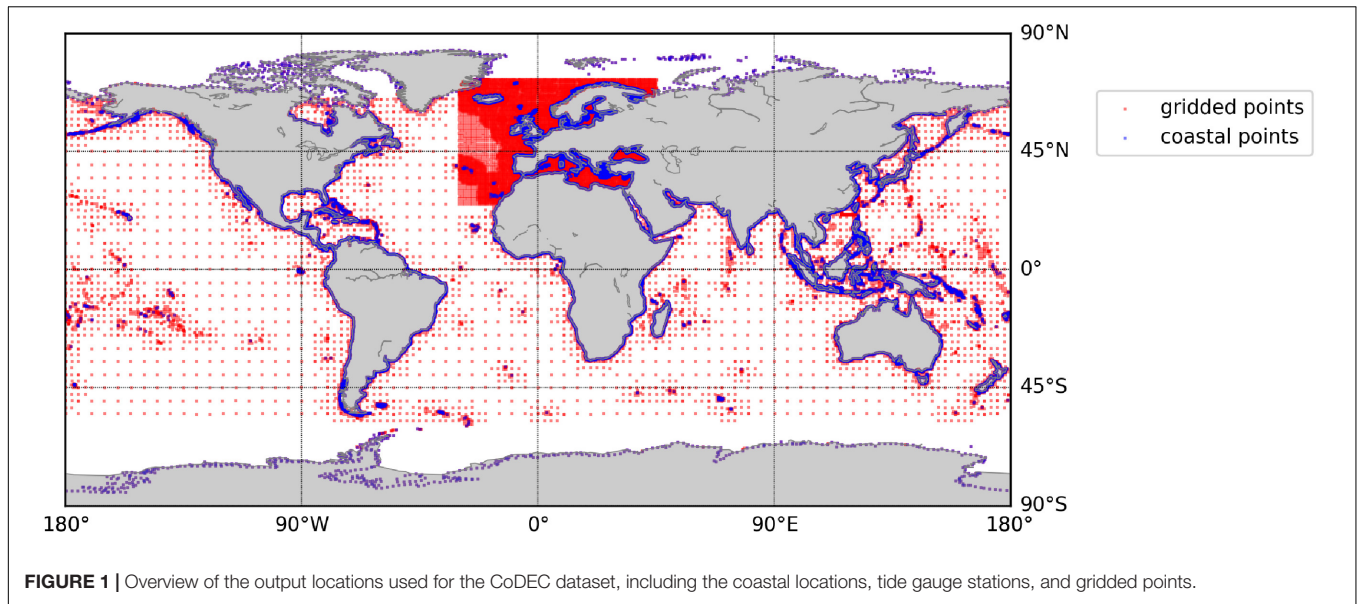 90°N
gridded points
coastal points
45°N
0°
45°S
90°S
180°
90°W
0°
90°E
180°
FIGURE 1 | Overview of the output locations used for the CoDEC dataset, including the coastal locations, tide gauge stations, and gridded points.